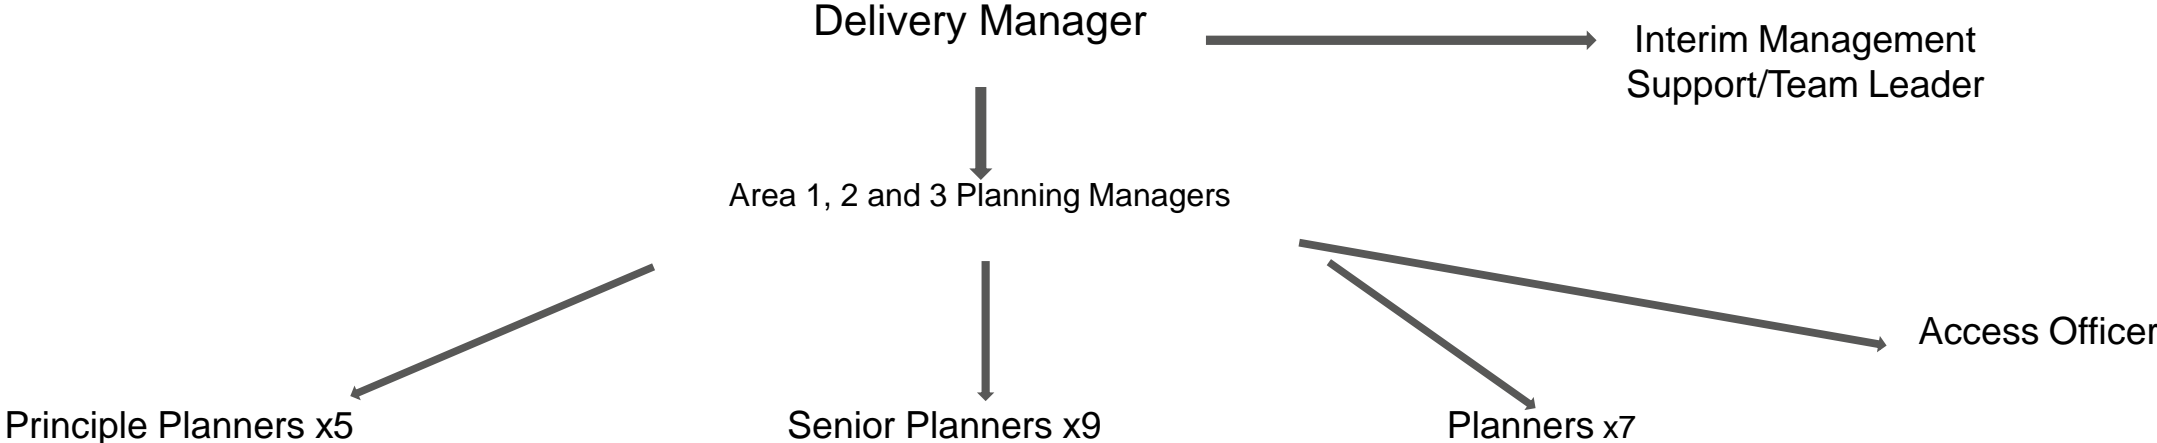 Delivery Manager
Interim Management
Support/Team Leader
Area 1, 2 and 3 Planning Managers
Access Officer
Principle Planners x5
Senior Planners x9
Planners x7